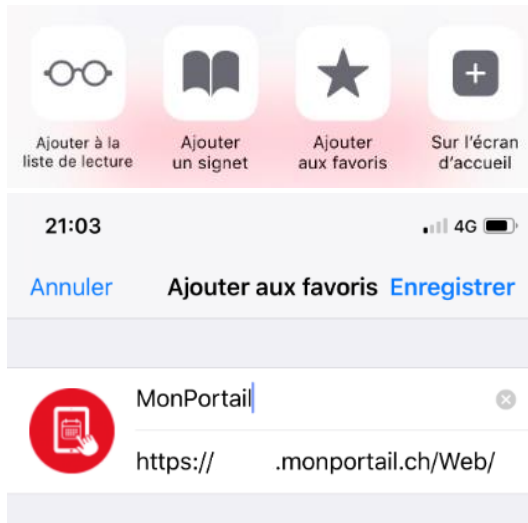 Ajouter à la
liste de lecture
Ajouter
un signet
Ajouter
aux favoris
Sur l'écran
d'accueil
21:03
4G
Annuler
Ajouter aux favoris
Enregistrer
MonPortail
https:// .monportail.ch/Web/